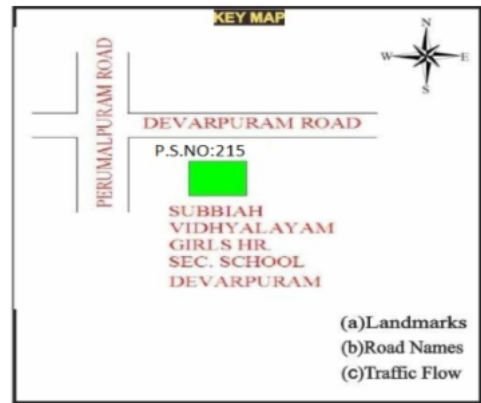 KEY MAP
N
W
E
S
PERUMALPURAM ROAD
DEVARPURAM ROAD
P.S.NO:215
SUBBIAH
VIDHYALAYAM
GIRLS HR.
SEC. SCHOOL
DEVARPURAM
(a)Landmarks
(b)Road Names
(c)Traffic Flow